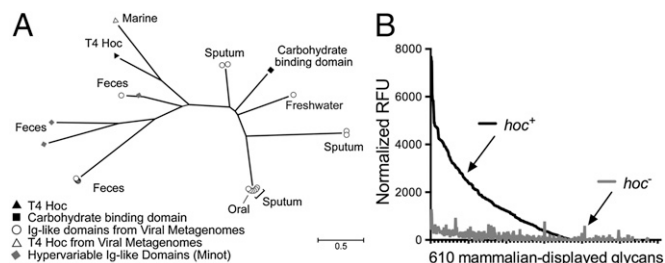 A
Marine
T4 Hoc
Feces
Feces
Feces
Sputum
Carbohydrate
binding domain
Freshwater
Sputum
Oral
Sputum
T4 Hoc
Carbohydrate binding domain
Ig-like domains from Viral Metagenomes
T4 Hoc from Viral Metagenomes
Hypervariable Ig-like Domains (Minot)
0.5
B
Normalized RFU
8000
6000
4000
2000
0
hoc+
hoc-
610 mammalian-displayed glycans